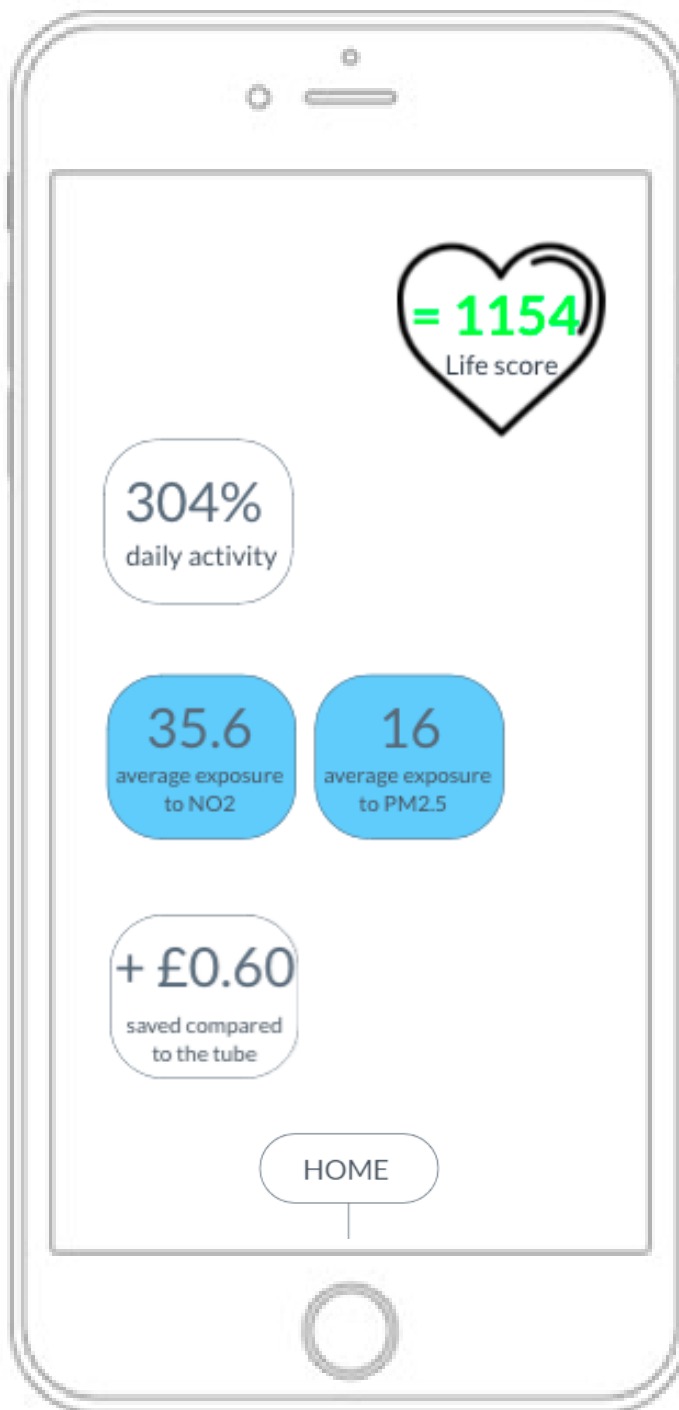 = 1154
Life score
304%
daily activity
35.6
average exposure
to NO2
16
average exposure
to PM2.5
+ £0.60
saved compared
to the tube
HOME